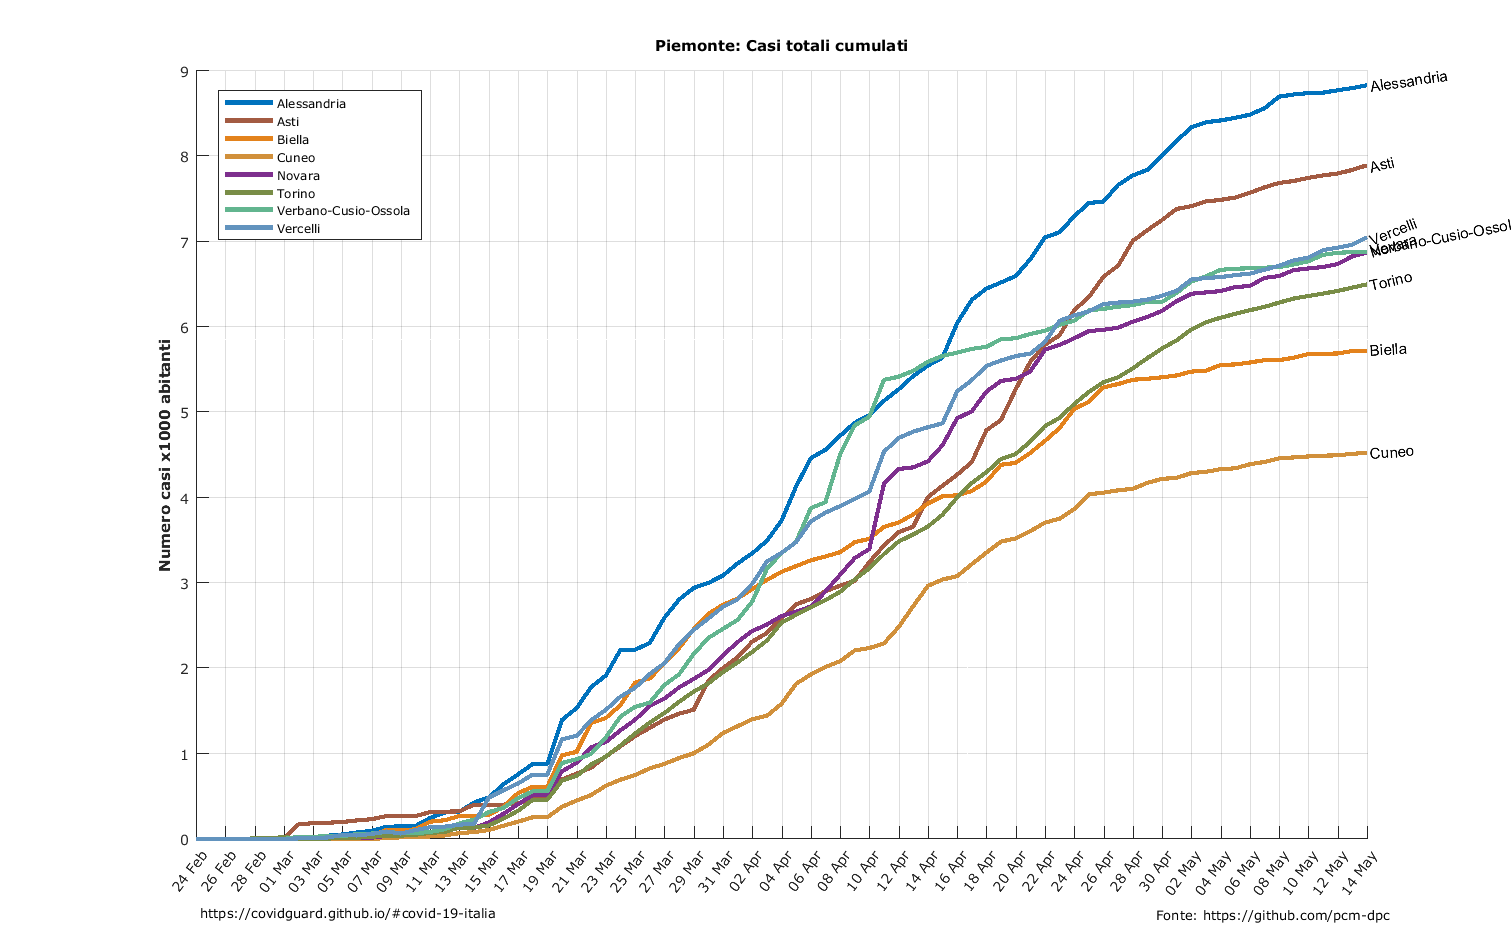 Piemonte: Casi totali cumulati
Numero casi x1000 abitanti
9
8
7
6
5
4
3
2
1
0
Alessandria
Asti
Biella
Cuneo
Novara
Torino
Verbano-Cusio-Ossola
Vercelli
Alessandria
Asti
Vercelli
Novara
Verbano-Cusio-Ossol
Torino
Biella
Cuneo
24 Feb
26 Feb
28 Feb
01 Mar
03 Mar
05 Mar
07 Mar
09 Mar
11 Mar
13 Mar
15 Mar
17 Mar
19 Mar
21 Mar
23 Mar
25 Mar
27 Mar
29 Mar
31 Mar
02 Apr
04 Apr
06 Apr
08 Apr
10 Apr
12 Apr
14 Apr
16 Apr
18 Apr
20 Apr
22 Apr
24 Apr
26 Apr
28 Apr
30 Apr
02 May
04 May
06 May
08 May
10 May
12 May
14 May
https://covidguard.github.io/#covid-19-italia
Fonte: https://github.com/pcm-dpc